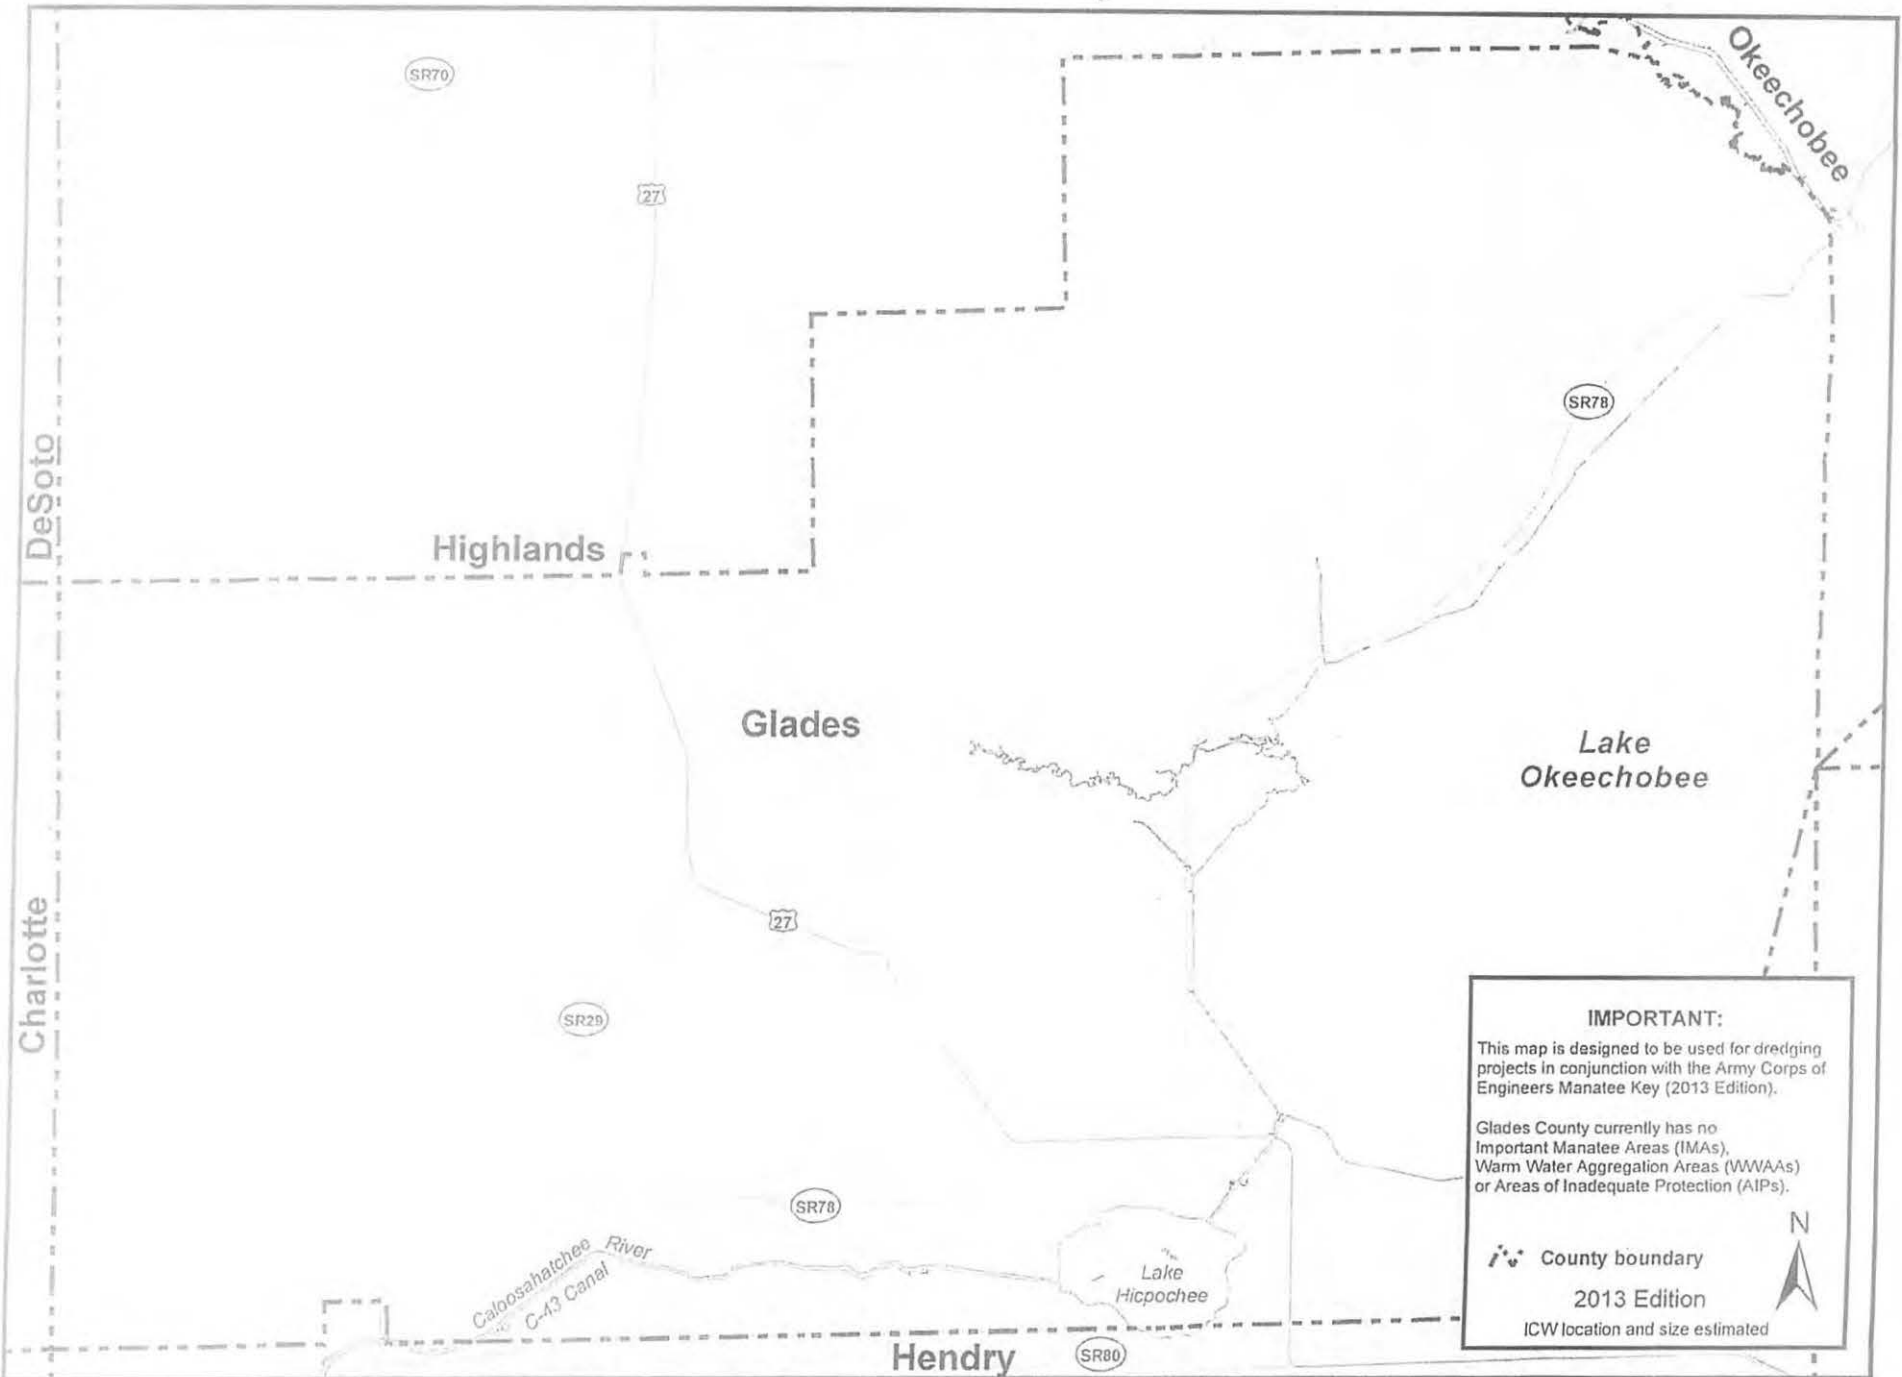 SR70
Okeechobee
27
SR78
DeSoto
Highlands
Glades
Lake
Okeechobee
Charlotte
27
SR29
IMPORTANT:
This map is designed to be used for dredging
projects in conjunction with the Army Corps of
Engineers Manatee Key (2013 Edition).
Glades County currently has no
Important Manatee Areas (IMAs),
Warm Water Aggregation Areas (WWAAs)
or Areas of Inadequate Protection (AIPs).
N
County boundary
2013 Edition
ICW location and size estimated
SR78
Caloosahatchee River
C-43 Canal
Lake
Hicpochee
Hendry
SR80